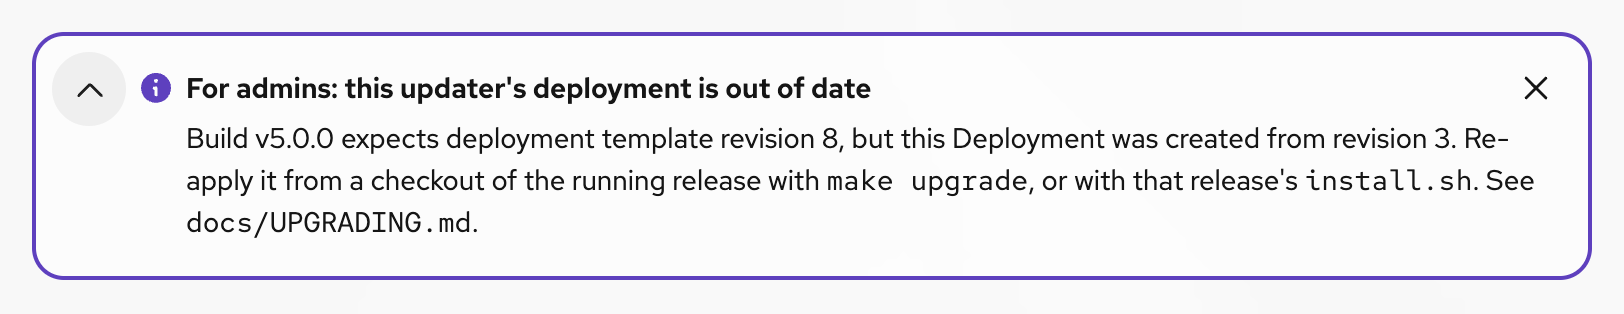 For admins: this updater's deployment is out of date
Build v5.0.0 expects deployment template revision 8, but this Deployment was created from revision 3. Re-
apply it from a checkout of the running release with make upgrade, or with that release's install.sh. See
docs/UPGRADING.md.